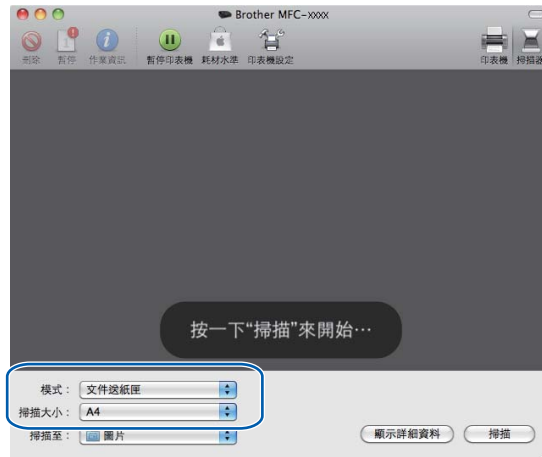 Brother MFC-xxxx
刪除 暫停 作業資訊 暫停印表機 耗材水準 印表機設定 印表機 掃描器
按一下“掃描”來開始…
模式： 文件送紙匣
掃描大小： A4
掃描至： 圖片 顯示詳細資料 掃描